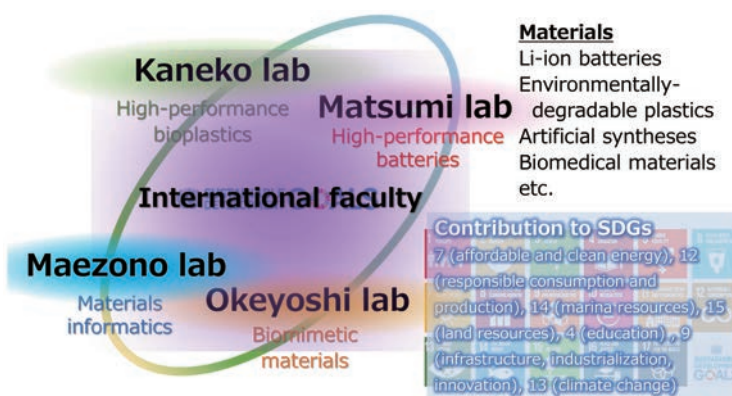 Kaneko lab
High-performance
bioplastics
Matsumi lab
High-performance
batteries
International faculty
Maezono lab
Materials
informatics
Okeyoshi lab
Biomimetic
materials
Materials
Li-ion batteries
Environmentally-
degradable plastics
Artificial syntheses
Biomedical materials
etc.
Contribution to SDGs
7 (affordable and clean energy), 12
(responsible consumption and
production), 14 (marina resources), 15
(land resources), 4 (education), 9
(infrastructure, industrialization,
innovation), 13 (climate change)